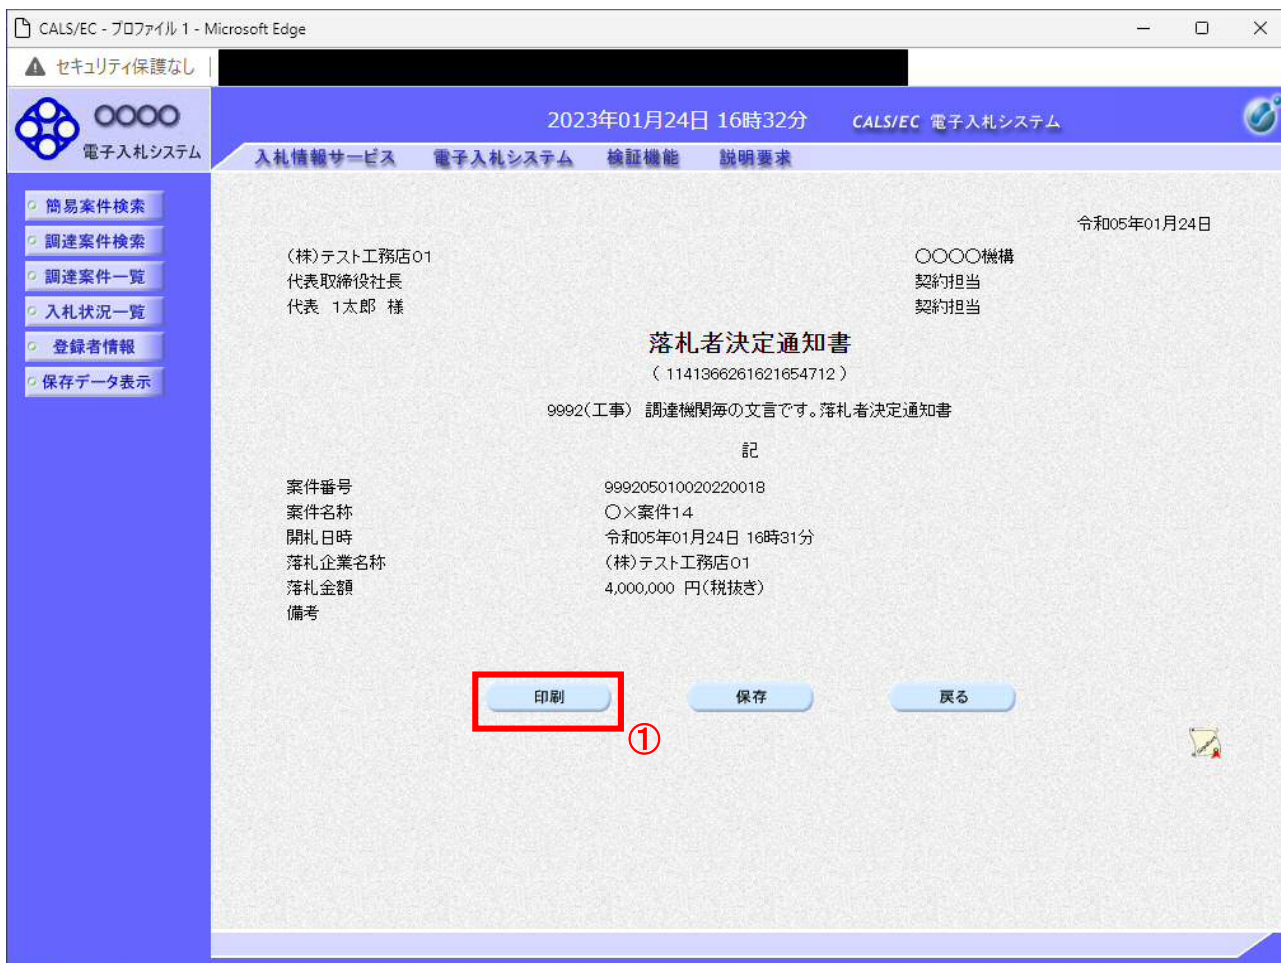 CALS/EC - プロファイル 1 - Microsoft Edge
セキュリティ保護なし
〇〇〇〇
電子入札システム
2023年01月24日 16時32分
CALS/EC 電子入札システム
入札情報サービス 電子入札システム 検証機能 説明要求
簡易案件検索
調達案件検索
調達案件一覧
入札状況一覧
登録者情報
保存データ表示
令和05年01月24日
(株)テスト工務店01
代表取締役社長
代表 1太郎 様
〇〇〇〇機構
契約担当
契約担当
落札者決定通知書
( 1141366261621654712 )
9992(工事) 調達機関毎の文言です。落札者決定通知書
記
案件番号 999205010020220018
案件名称 〇×案件14
開札日時 令和05年01月24日 16時31分
落札企業名称 (株)テスト工務店01
落札金額 4,000,000 円(税抜き)
備考
印刷 保存 戻る
①